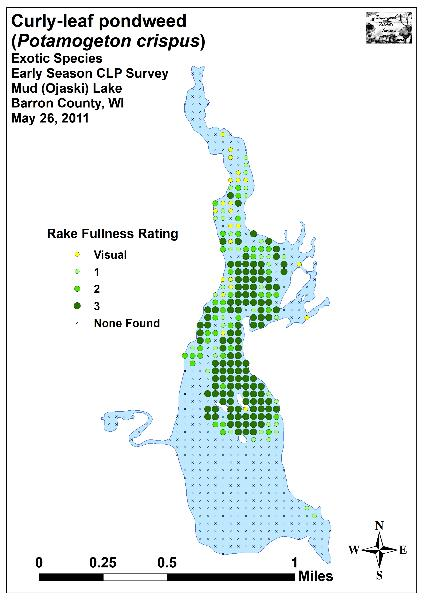 Curly-leaf pondweed
(Potamogeton crispus)
Exotic Species
Early Season CLP Survey
Mud (Ojaski) Lake
Barron County, WI
May 26, 2011
Rake Fullness Rating
Visual
1
2
3
None Found
N
W E
S
0 0.25 0.5 1
Miles